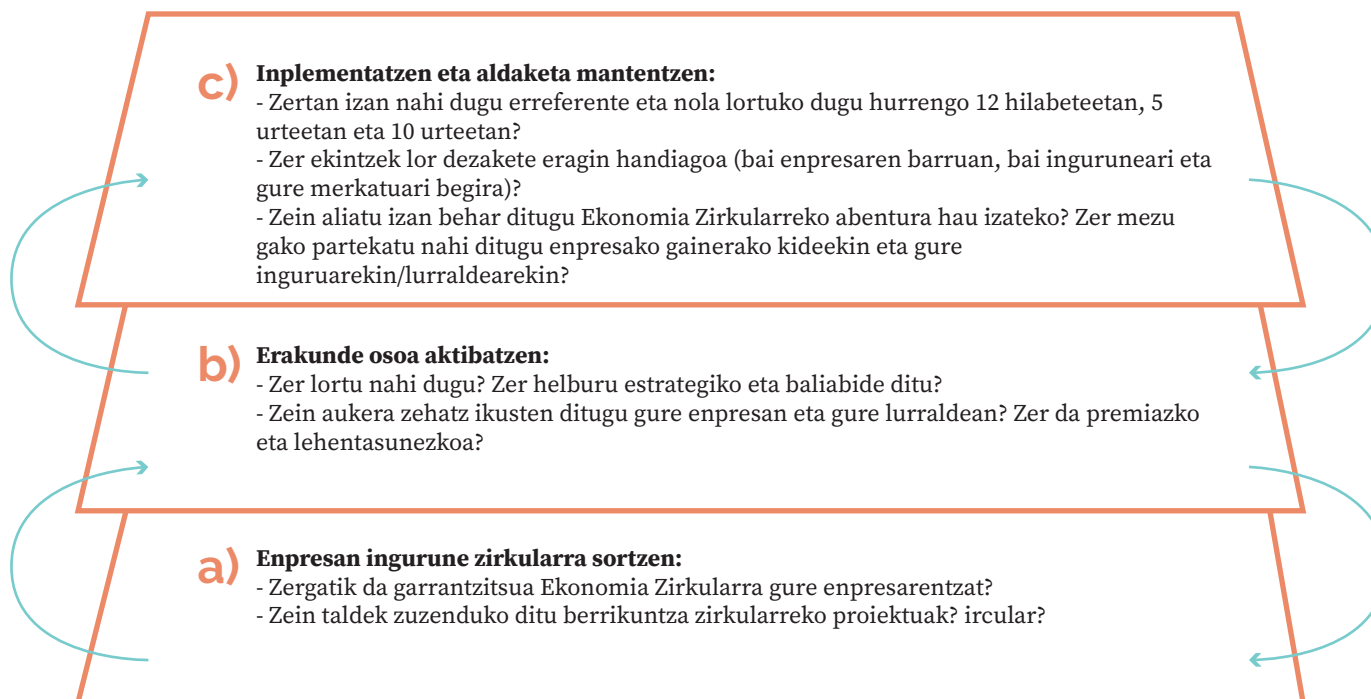 c) Inplementatzen eta aldaketa mantentzen:
- Zertan izan nahi dugu erreferente eta nola lortuko dugu hurrengo 12 hilabeteetan, 5
urteetan eta 10 urteetan?
- Zer ekintzek lor dezakete eragin handiagoa (bai enpresaren barruan, bai inguruneari eta
gure merkatuari begira)?
- Zein aliatu izan behar ditugu Ekonomia Zirkularreko abentura hau izateko? Zer mezu
gako partekatu nahi ditugu enpresako gainerako kideekin eta gure
inguruarekin/lurraldearekin?
b) Erakunde osoa aktibatzen:
- Zer lortu nahi dugu? Zer helburu estrategiko eta baliabide ditu?
- Zein aukera zehatz ikusten ditugu gure enpresan eta gure lurraldean? Zer da premiazko
eta lehentasunezkoa?
a) Enpresan ingurune zirkularra sortzen:
- Zergatik da garrantzitsua Ekonomia Zirkularra gure enpresarentzat?
- Zein taldek zuzenduko ditu berrikuntza zirkularreko proiektuak? ircular?